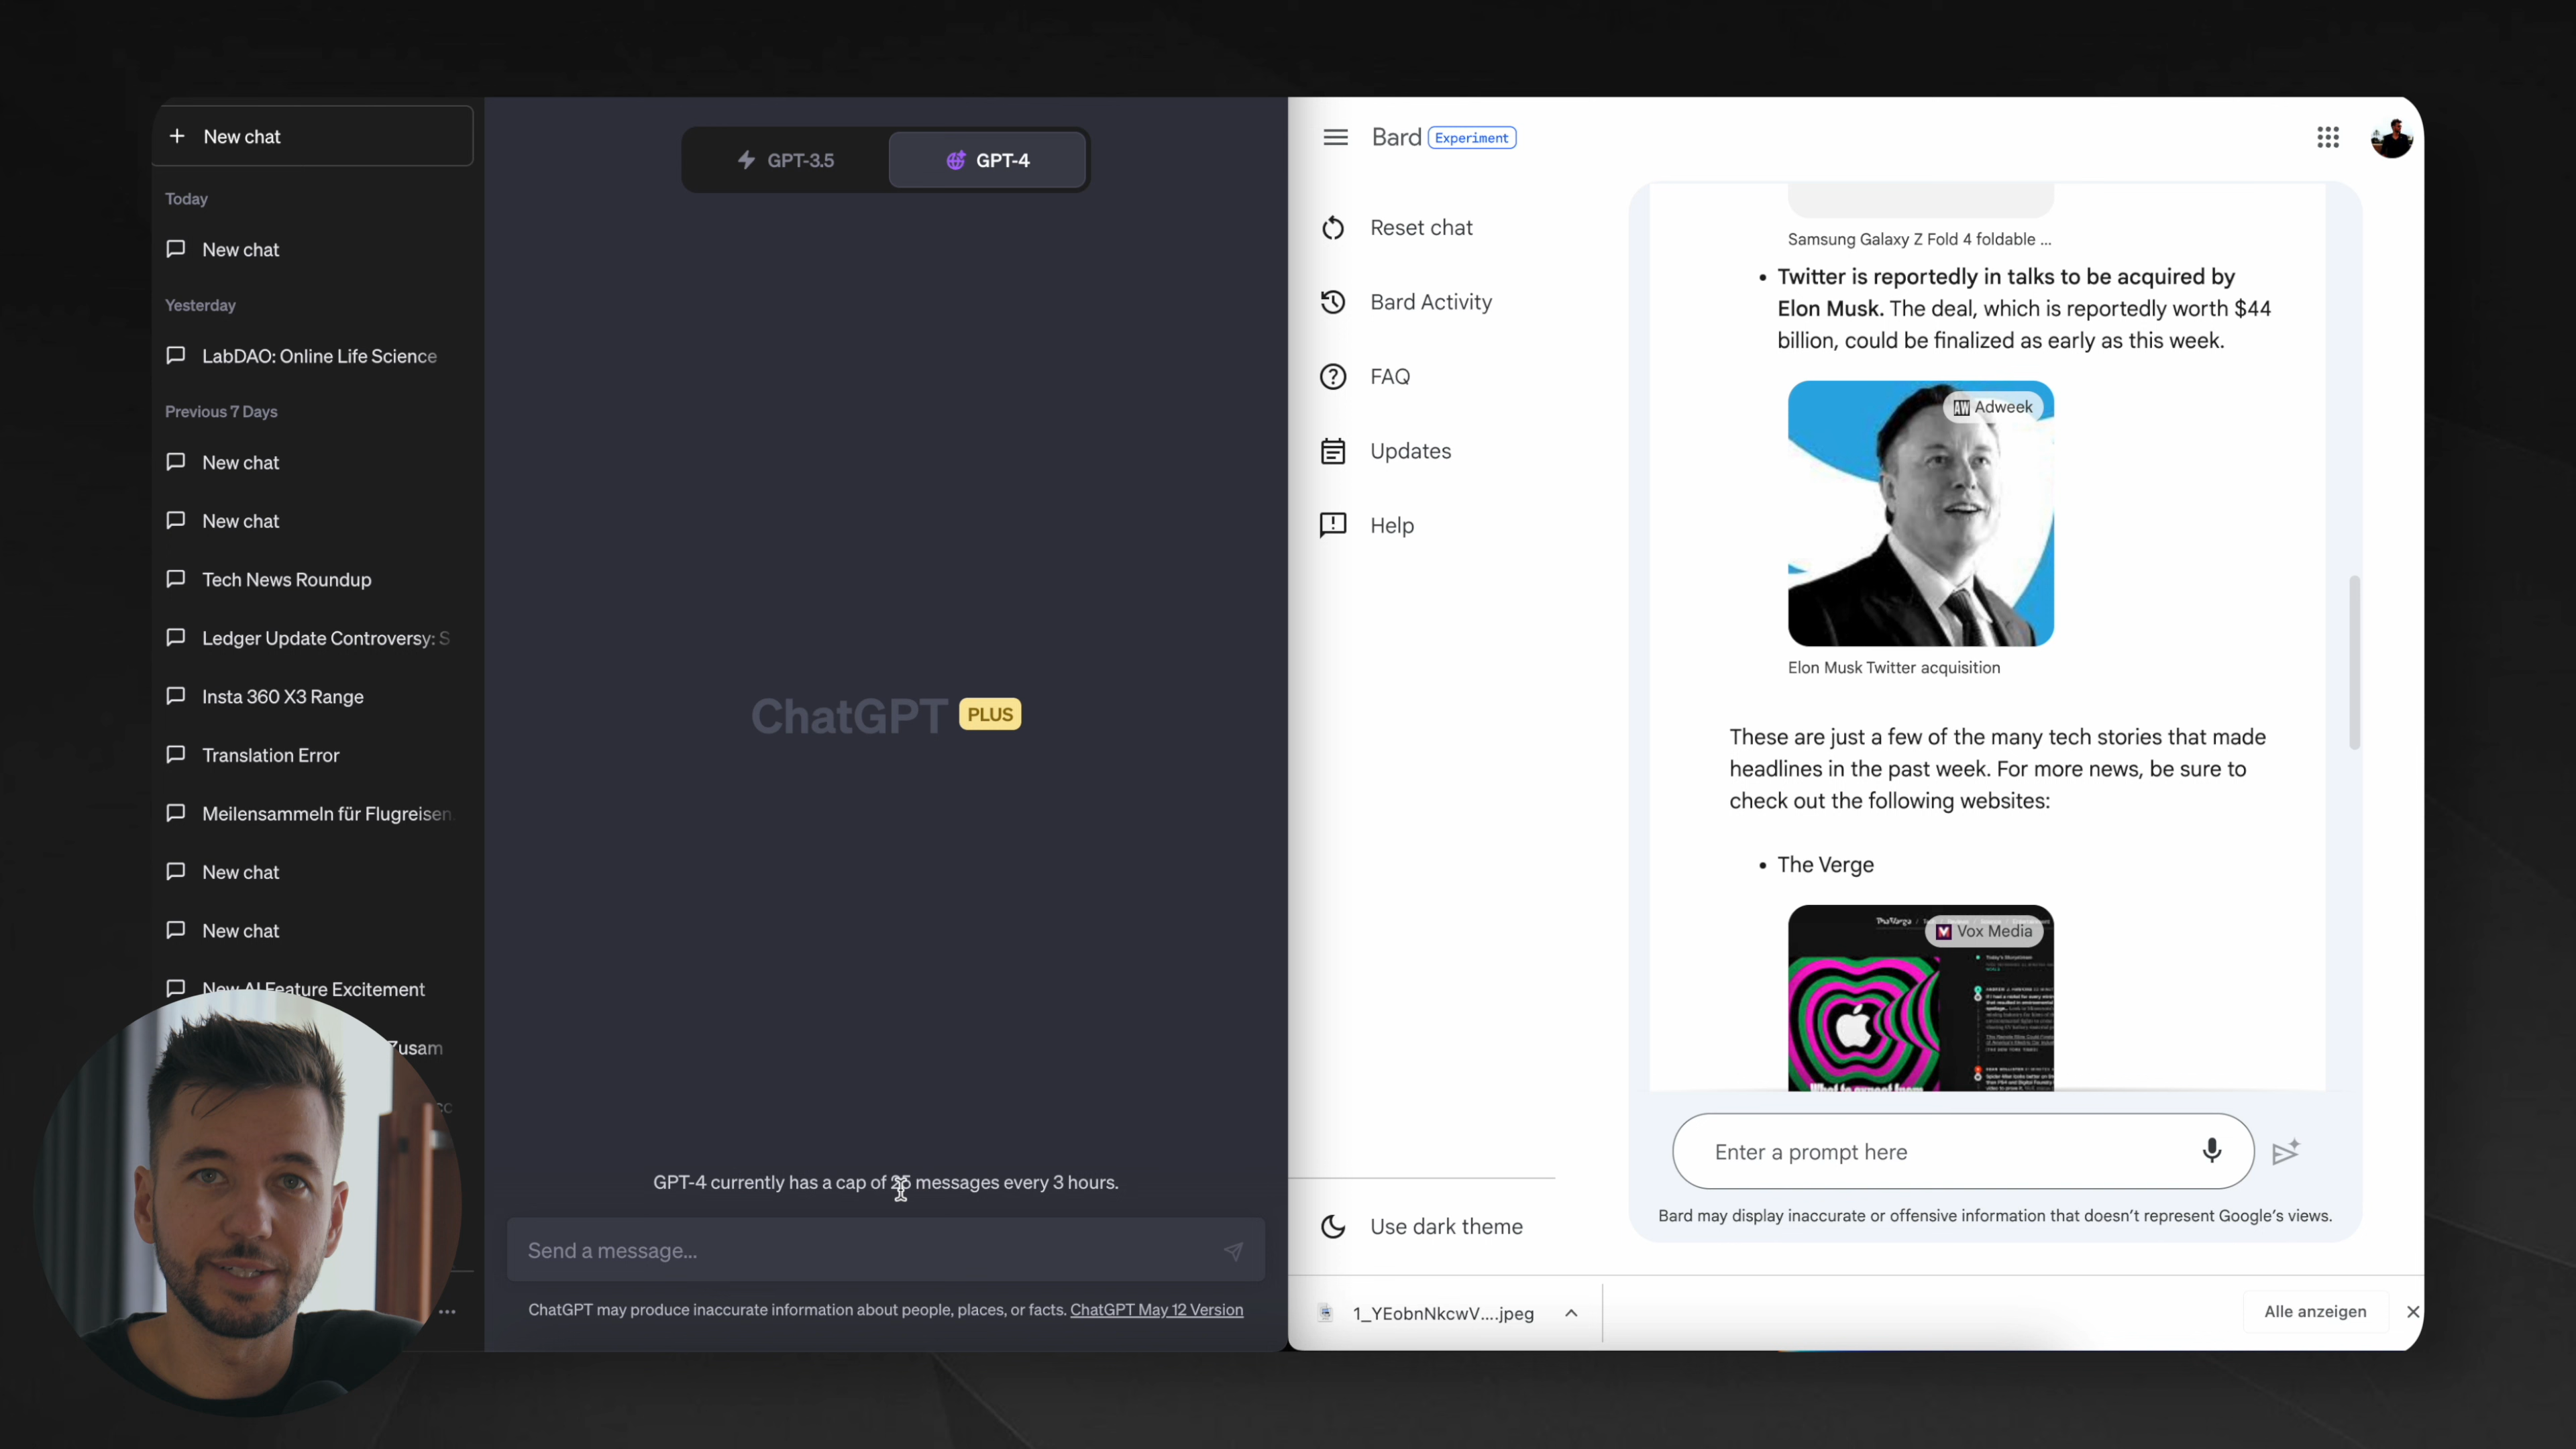 New chat
Today
New chat
Yesterday
LabDAO: Online Life Science
Previous 7 Days
New chat
New chat
Tech News Roundup
Ledger Update Controversy: S
Insta 360 X3 Range
Translation Error
Meilensammeln für Flugreisen
New chat
New chat
New AI Feature Excitement
Zusam
GPT-3.5
GPT-4
ChatGPT PLUS
GPT-4 currently has a cap of 25 messages every 3 hours.
Send a message...
ChatGPT may produce inaccurate information about people, places, or facts. ChatGPT May 12 Version
Bard Experiment
Reset chat
Bard Activity
FAQ
Updates
Help
Use dark theme
Samsung Galaxy Z Fold 4 foldable ...
• Twitter is reportedly in talks to be acquired by
Elon Musk. The deal, which is reportedly worth $44
billion, could be finalized as early as this week.
AW Adweek
Elon Musk Twitter acquisition
These are just a few of the many tech stories that made
headlines in the past week. For more news, be sure to
check out the following websites:
• The Verge
Vox Media
Enter a prompt here
Bard may display inaccurate or offensive information that doesn't represent Google's views.
1_YEobnNkcwV....jpeg
Alle anzeigen